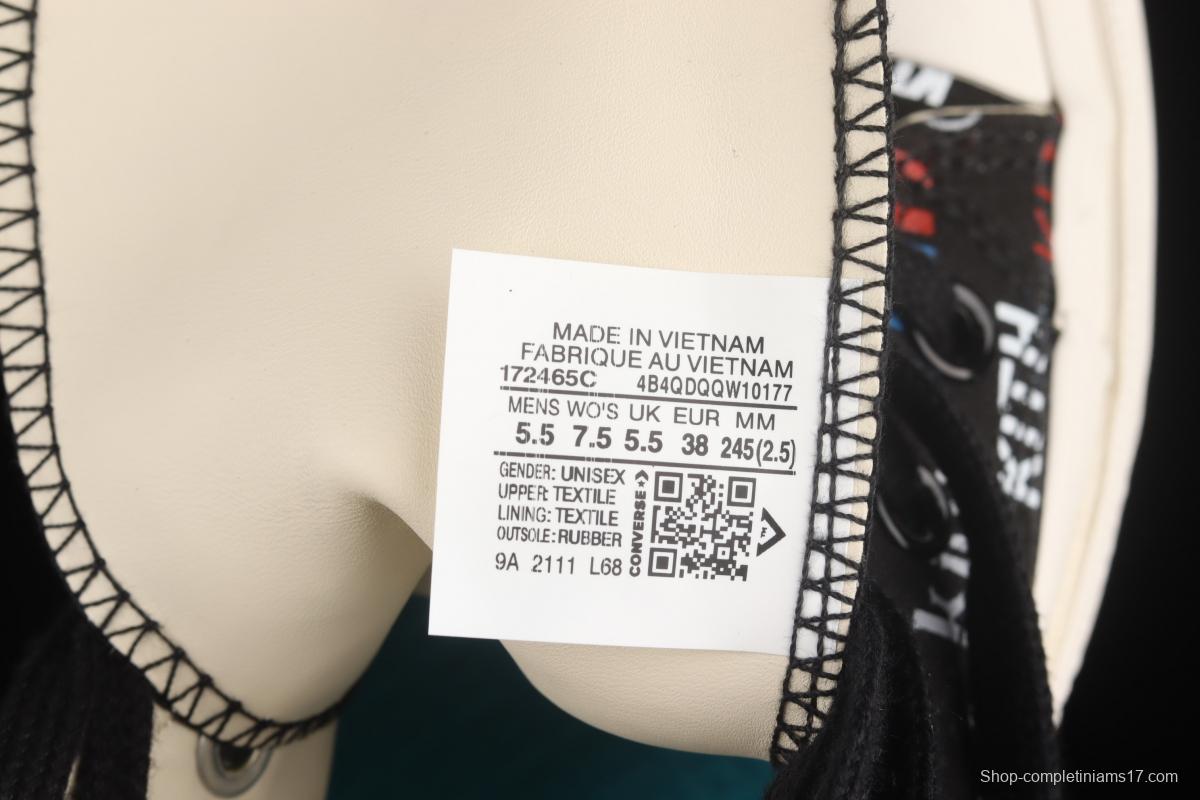 MADE IN VIETNAM
FABRIQUE AU VIETNAM
172465C 4B4QDQQW10177
MENS WO'S UK EUR MM
5.5 7.5 5.5 38 245(2.5)
GENDER: UNISEX
UPPER: TEXTILE
LINING: TEXTILE
OUTSOLE: RUBBER
CONVERSE
™
9A 2111 L68
Shop-completiniams17.com